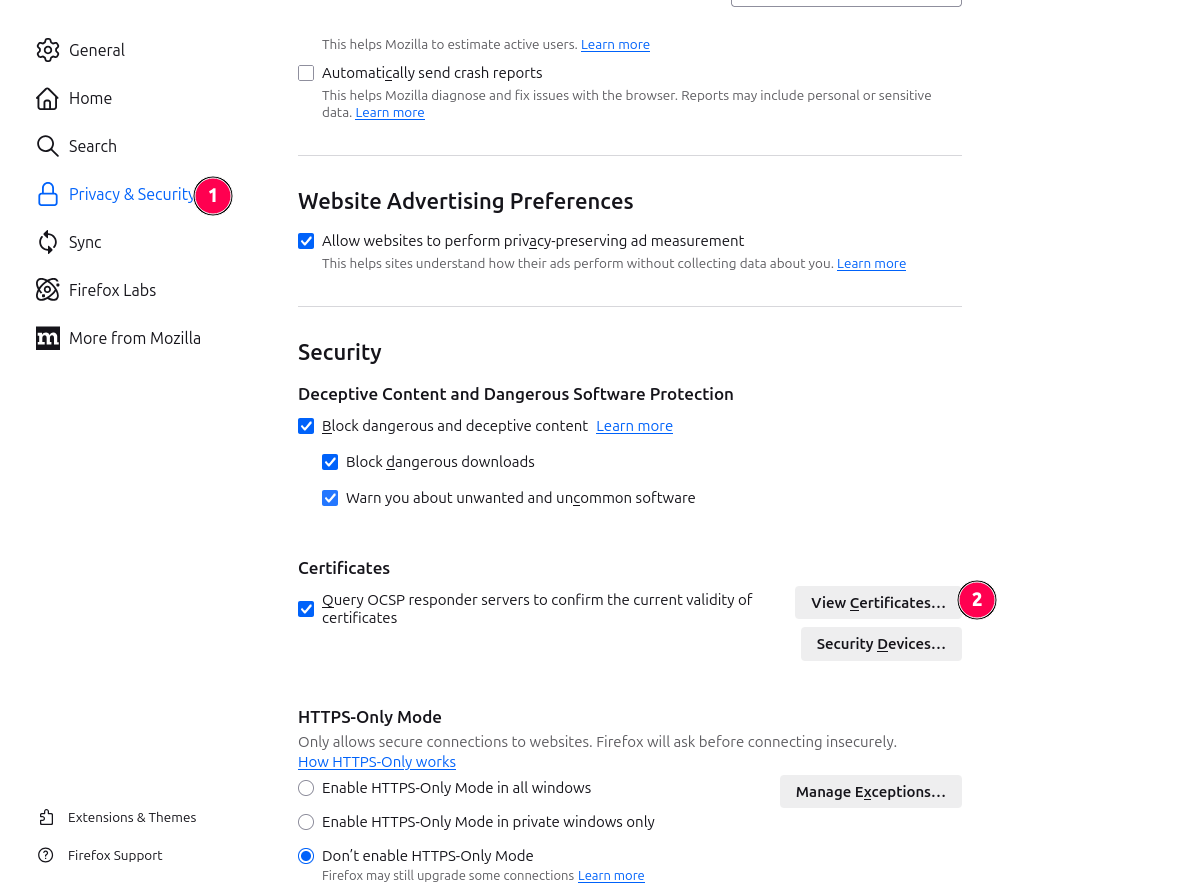 General
Home
Search
Privacy & Security 1
Sync
Firefox Labs
m More from Mozilla
Extensions & Themes
Firefox Support
This helps Mozilla to estimate active users. Learn more
Automatically send crash reports
This helps Mozilla diagnose and fix issues with the browser. Reports may include personal or sensitive
data. Learn more
Website Advertising Preferences
Allow websites to perform privacy-preserving ad measurement
This helps sites understand how their ads perform without collecting data about you. Learn more
Security
Deceptive Content and Dangerous Software Protection
Block dangerous and deceptive content Learn more
Block dangerous downloads
Warn you about unwanted and uncommon software
Certificates
Query OCSP responder servers to confirm the current validity of
certificates
View Certificates… 2
Security Devices…
HTTPS-Only Mode
Only allows secure connections to websites. Firefox will ask before connecting insecurely.
How HTTPS-Only works
Enable HTTPS-Only Mode in all windows
Manage Exceptions…
Enable HTTPS-Only Mode in private windows only
Don’t enable HTTPS-Only Mode
Firefox may still upgrade some connections Learn more